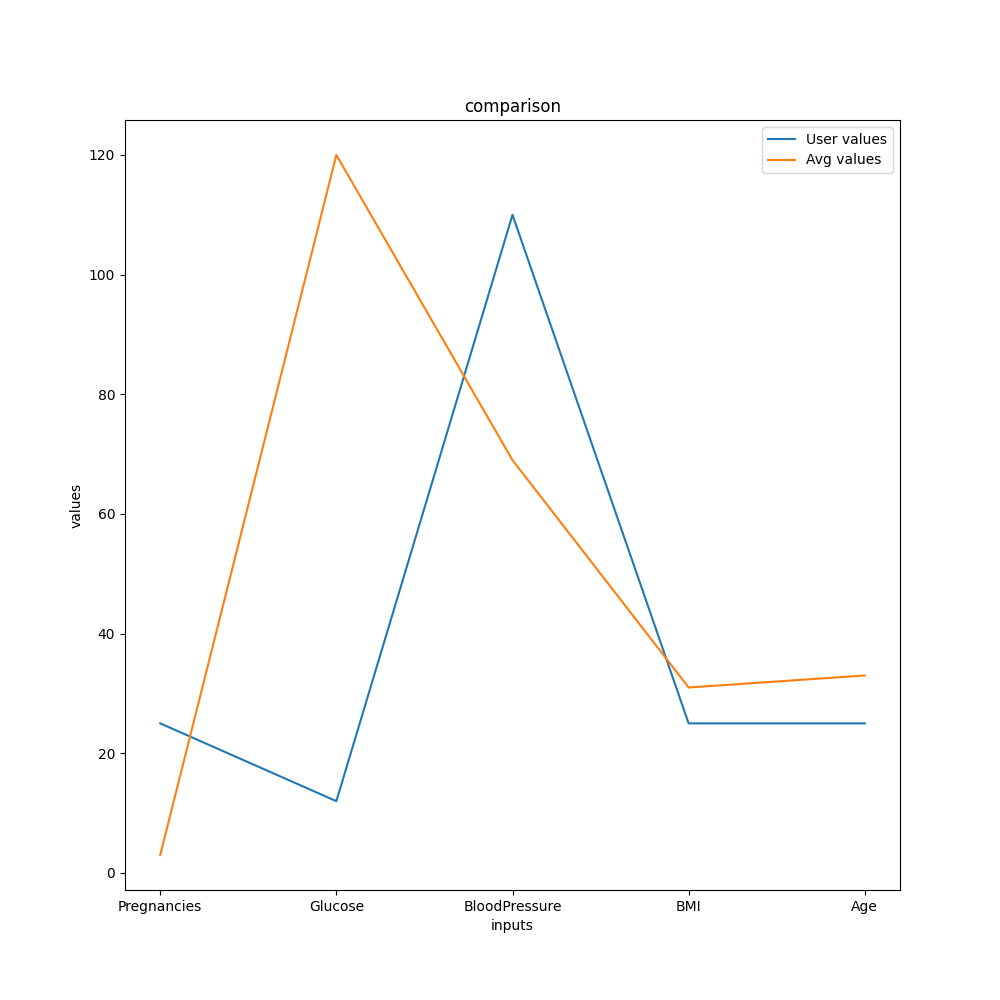 comparison
User values
Avg values
120
100
80
60
40
20
0
values
Pregnancies Glucose BloodPressure BMI Age
inputs